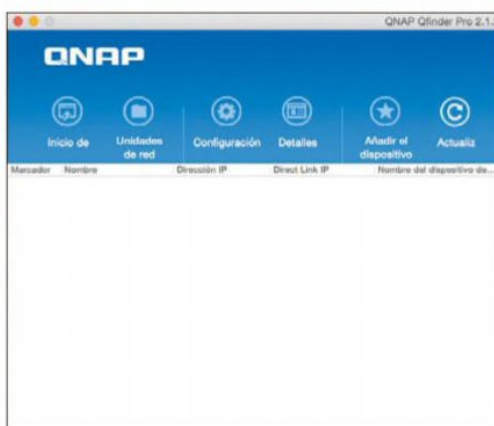 QNAP Qfinder Pro 2.1.
QNAP
Inicio de
Unidades de red
Configuración
Detalles
Añadir el dispositivo
Actualiz
Marcador Nombre Dirección IP Direct Link IP Nombre del dispositivo de...